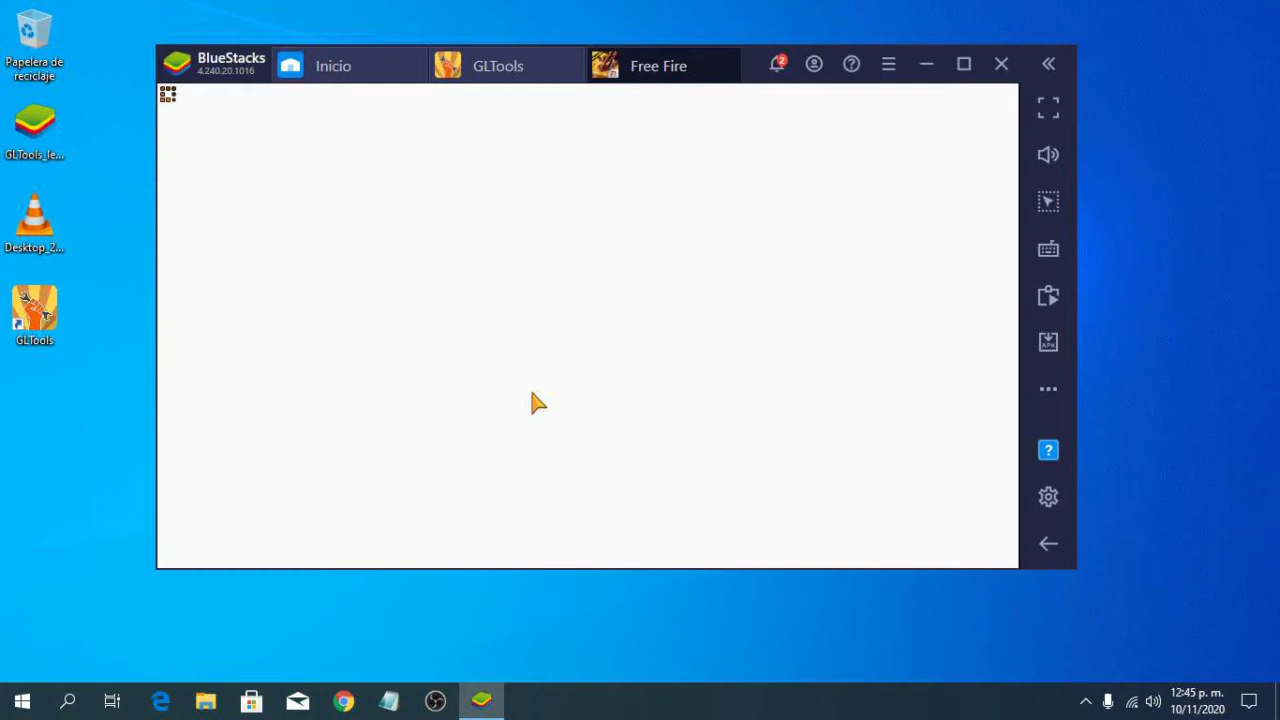 Papelera de
reciclaje
GLTools_le...
Desktop_2...
GLTools
BlueStacks
4.240.20.1016
Inicio
GLTools
Free Fire
2
APK
?
12:45 p. m.
10/11/2020